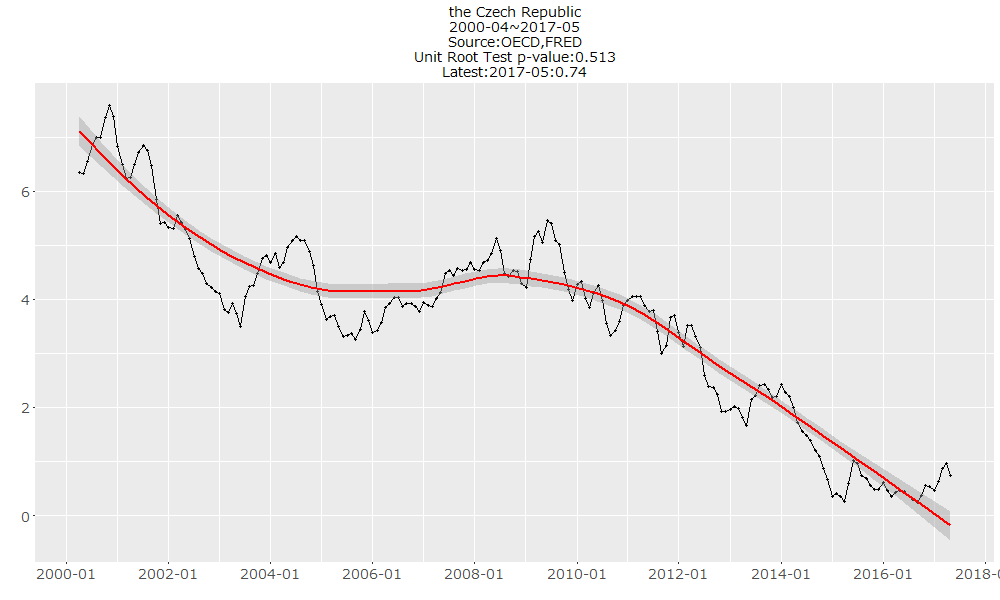 the Czech Republic
2000-04~2017-05
Source:OECD,FRED
Unit Root Test p-value:0.513
Latest:2017-05:0.74
6
4
2
0
2000-01 2002-01 2004-01 2006-01 2008-01 2010-01 2012-01 2014-01 2016-01 2018-0